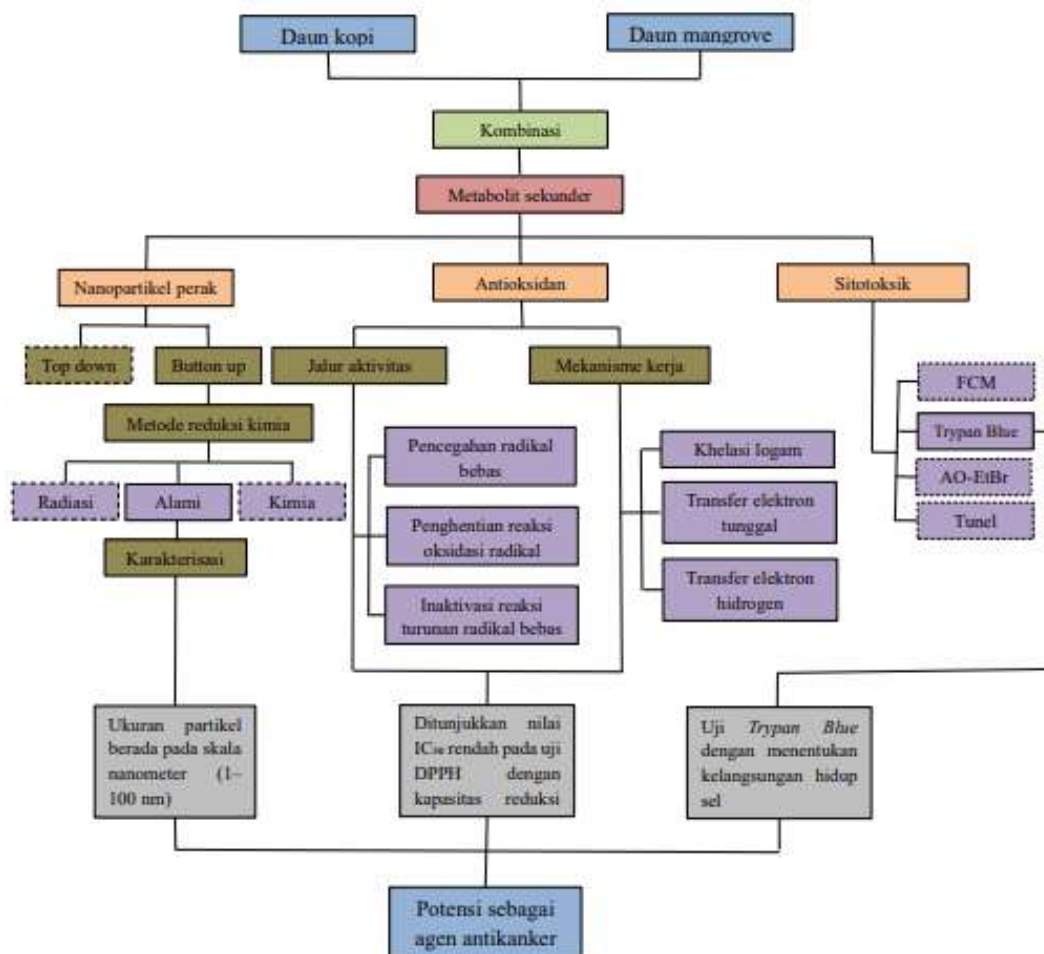 Daun kopi
Daun mangrove
Kombinasi
Metabolit sekunder
Nanopartikel perak
Antioksidan
Sitotoksik
Top down
Button up
Jalur aktivitas
Mekanisme kerja
FCM
Metode reduksi kimia
Trypan Blue
Pencegahan radikal
bebas
Khelasi logam
AO-EtBr
Radiasi
Alami
Kimia
Transfer elektron
tunggal
Tunel
Penghentian reaksi
oksidasi radikal
Karakterisasi
Transfer elektron
hidrogen
Inaktivasi reaksi
turunan radikal bebas
Ukuran partikel
berada pada skala
nanometer (1–
100 nm)
Ditunjukkan nilai
IC₅₀ rendah pada uji
DPPH dengan
kapasitas reduksi
Uji Trypan Blue
dengan menentukan
kelangsungan hidup
sel
Potensi sebagai
agen antikanker